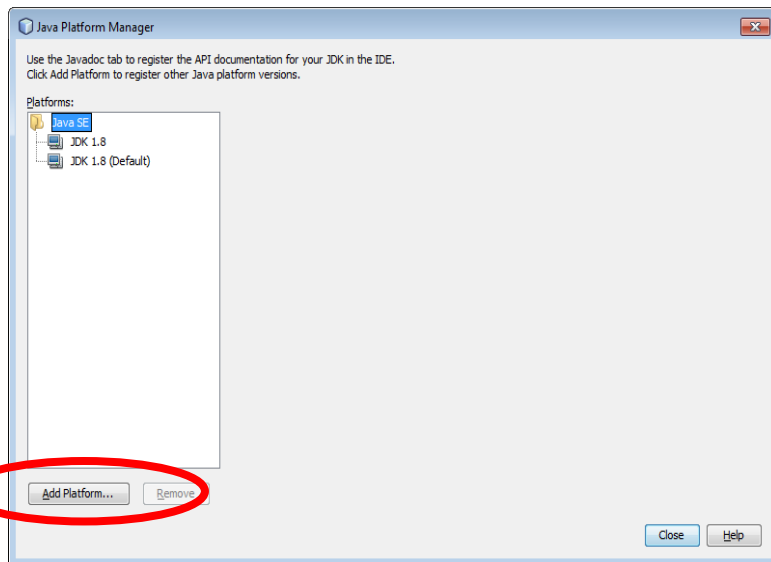 Java Platform Manager
Use the Javadoc tab to register the API documentation for your JDK in the IDE.
Click Add Platform to register other Java platform versions.
Platforms:
Java SE
JDK 1.8
JDK 1.8 (Default)
Add Platform... Remove
Close Help